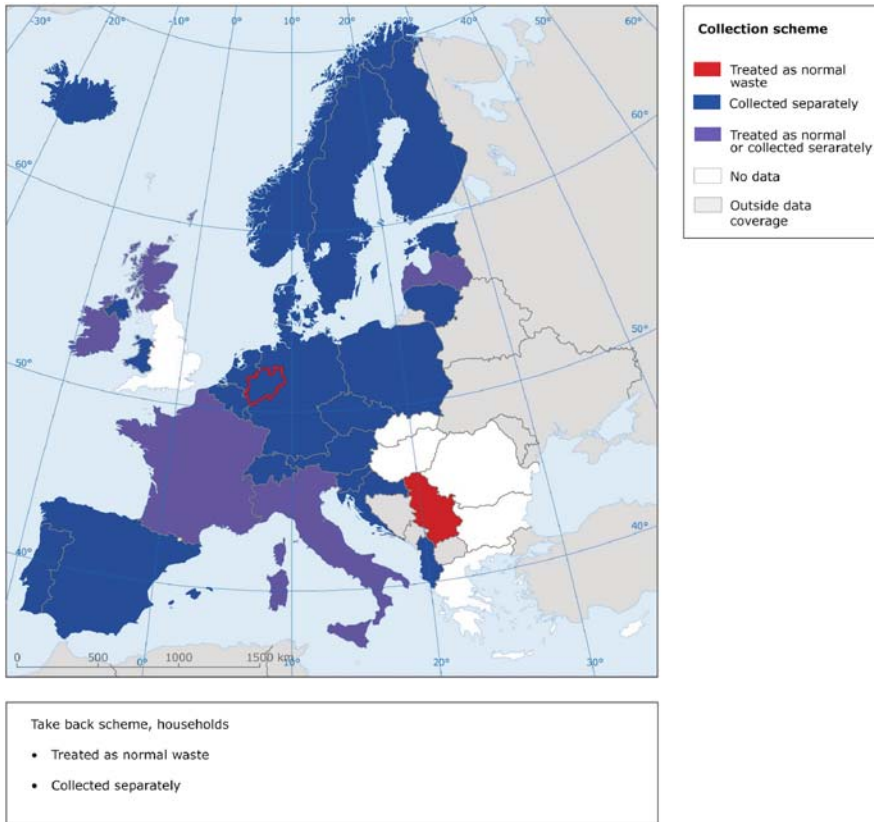 -30° -20° -10° 0° 10° 20° 30° 40° 50° 60°
60°
60°
50°
50°
40°
40°
0 500 1000 1500 km
0° 10° 20° 30°
Collection scheme
Treated as normal
waste
Collected separately
Treated as normal
or collected serarately
No data
Outside data
coverage
Take back scheme, households
• Treated as normal waste
• Collected separately